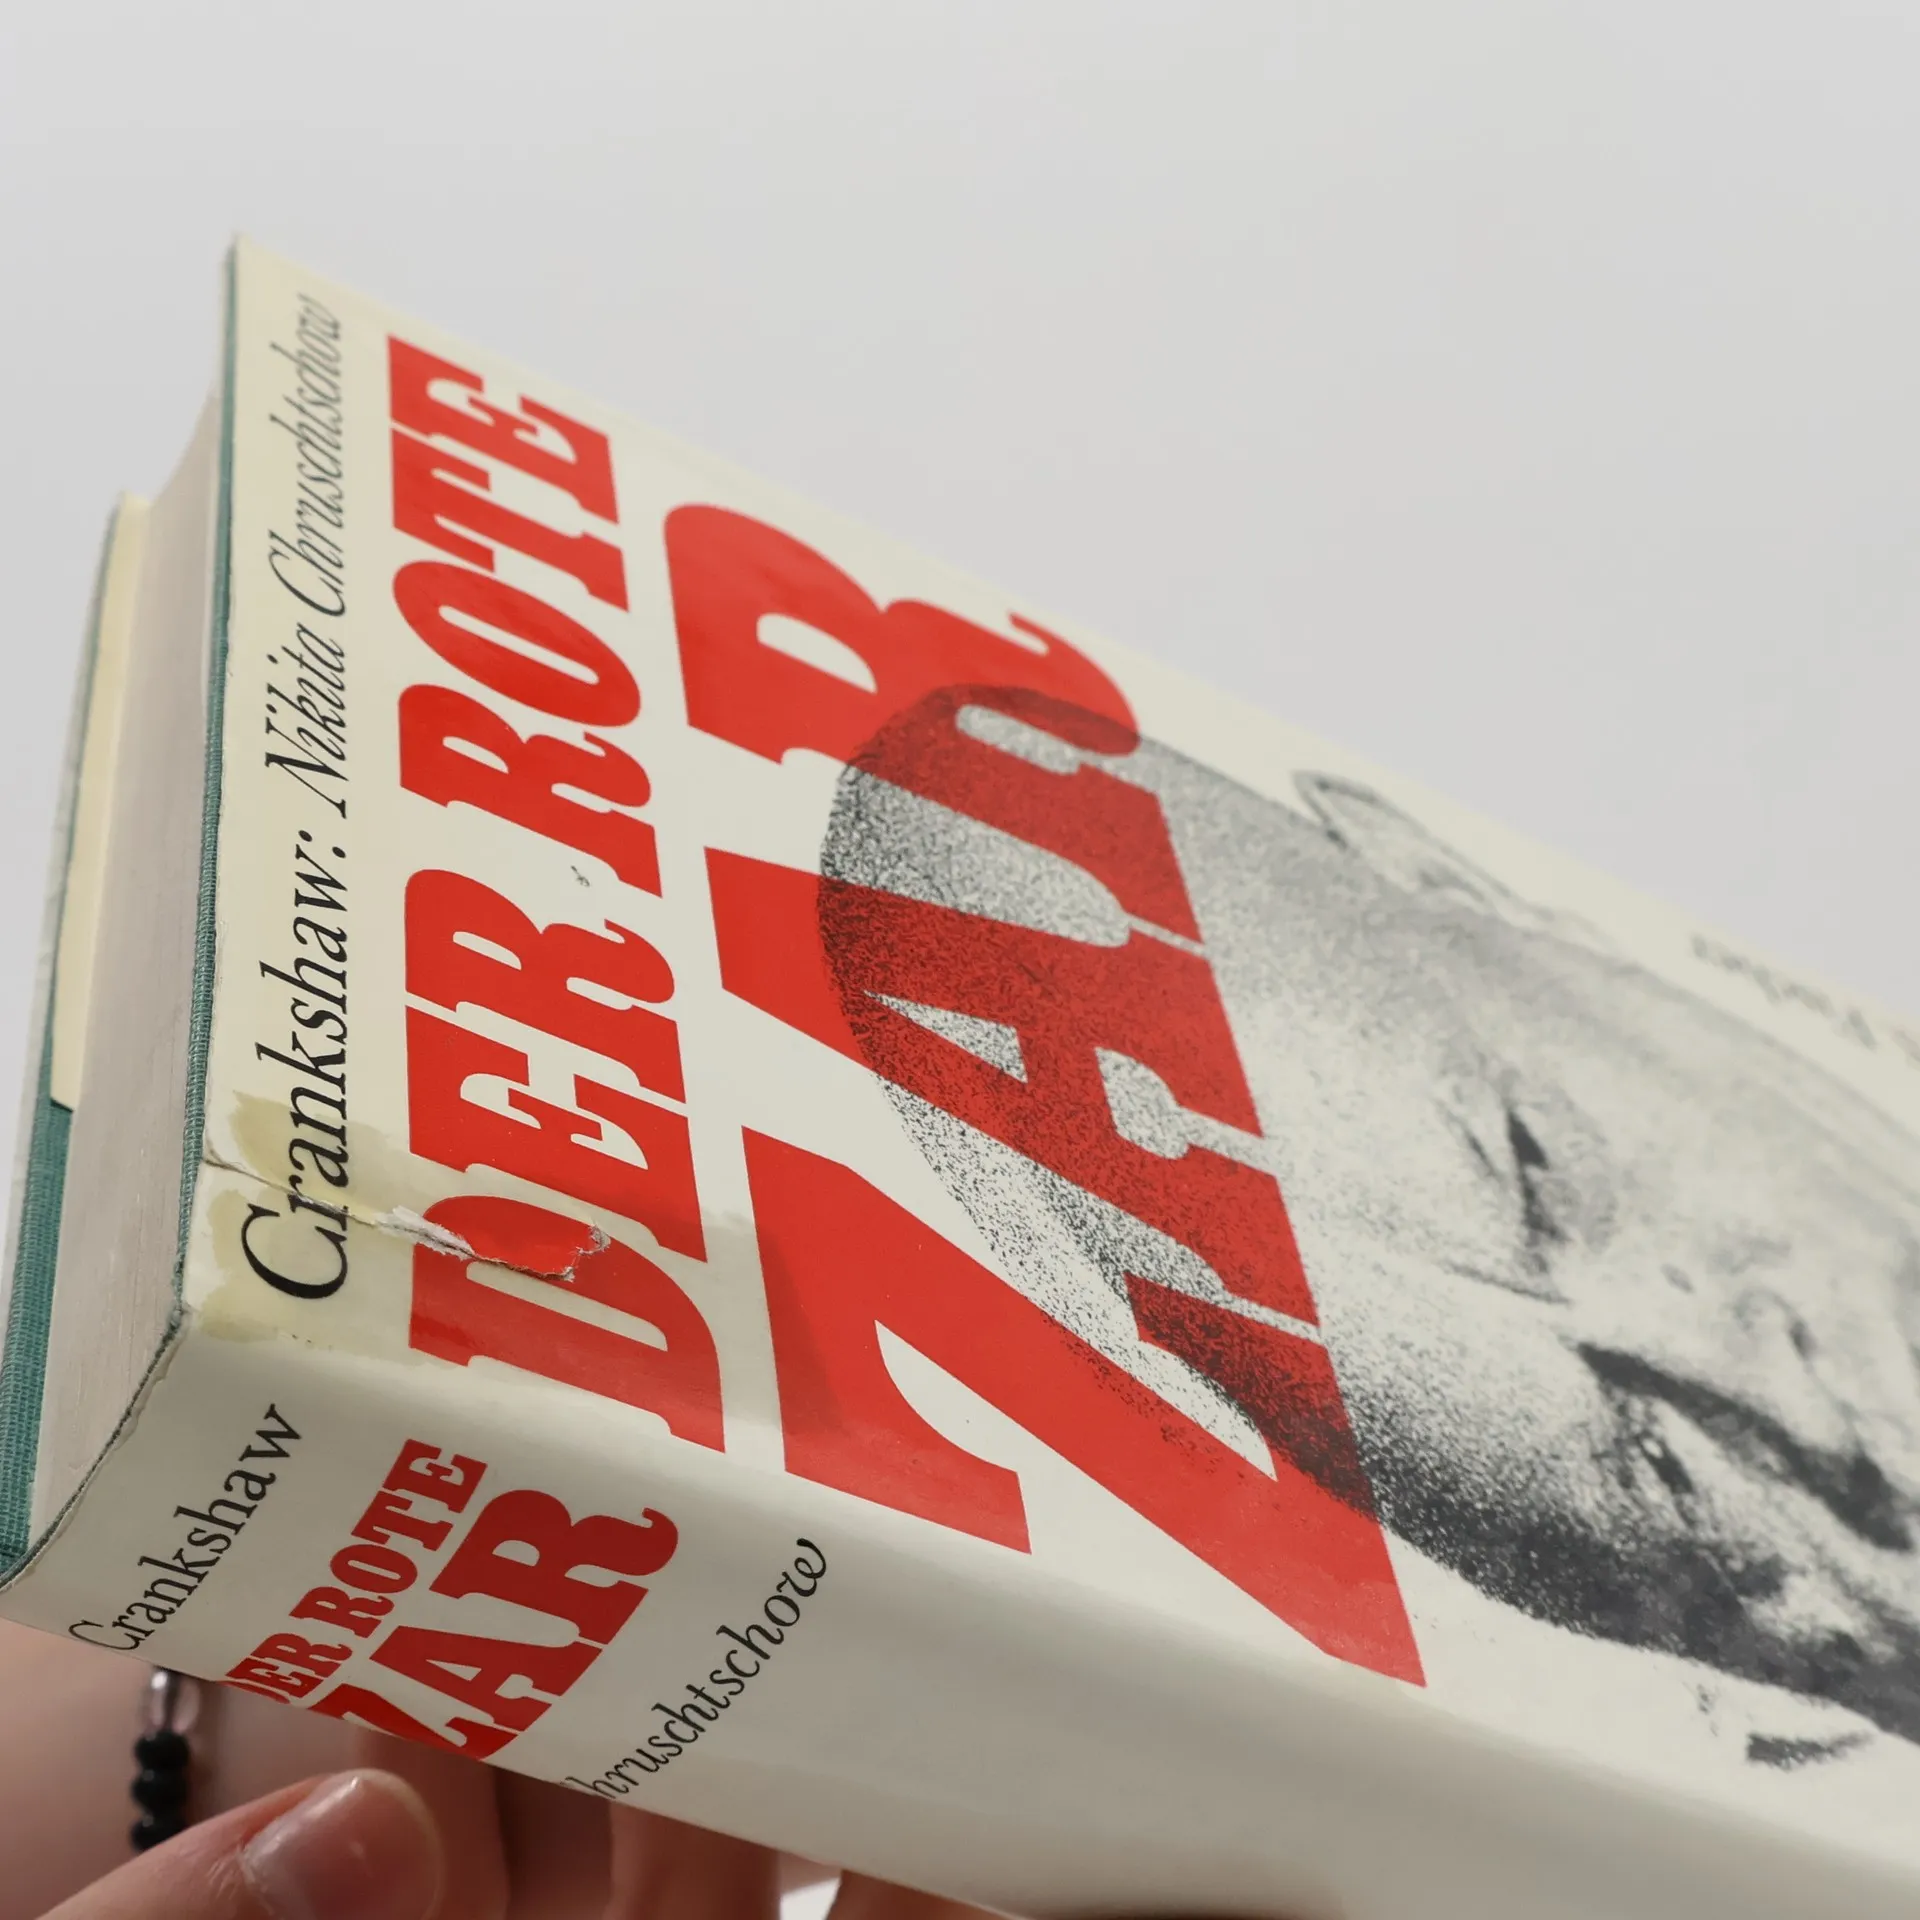 Crankshaw: Nikita Chruschtschow
DER ROTE
ZAR
Crankshaw
DER ROTE
ZAR
Chruschtschow